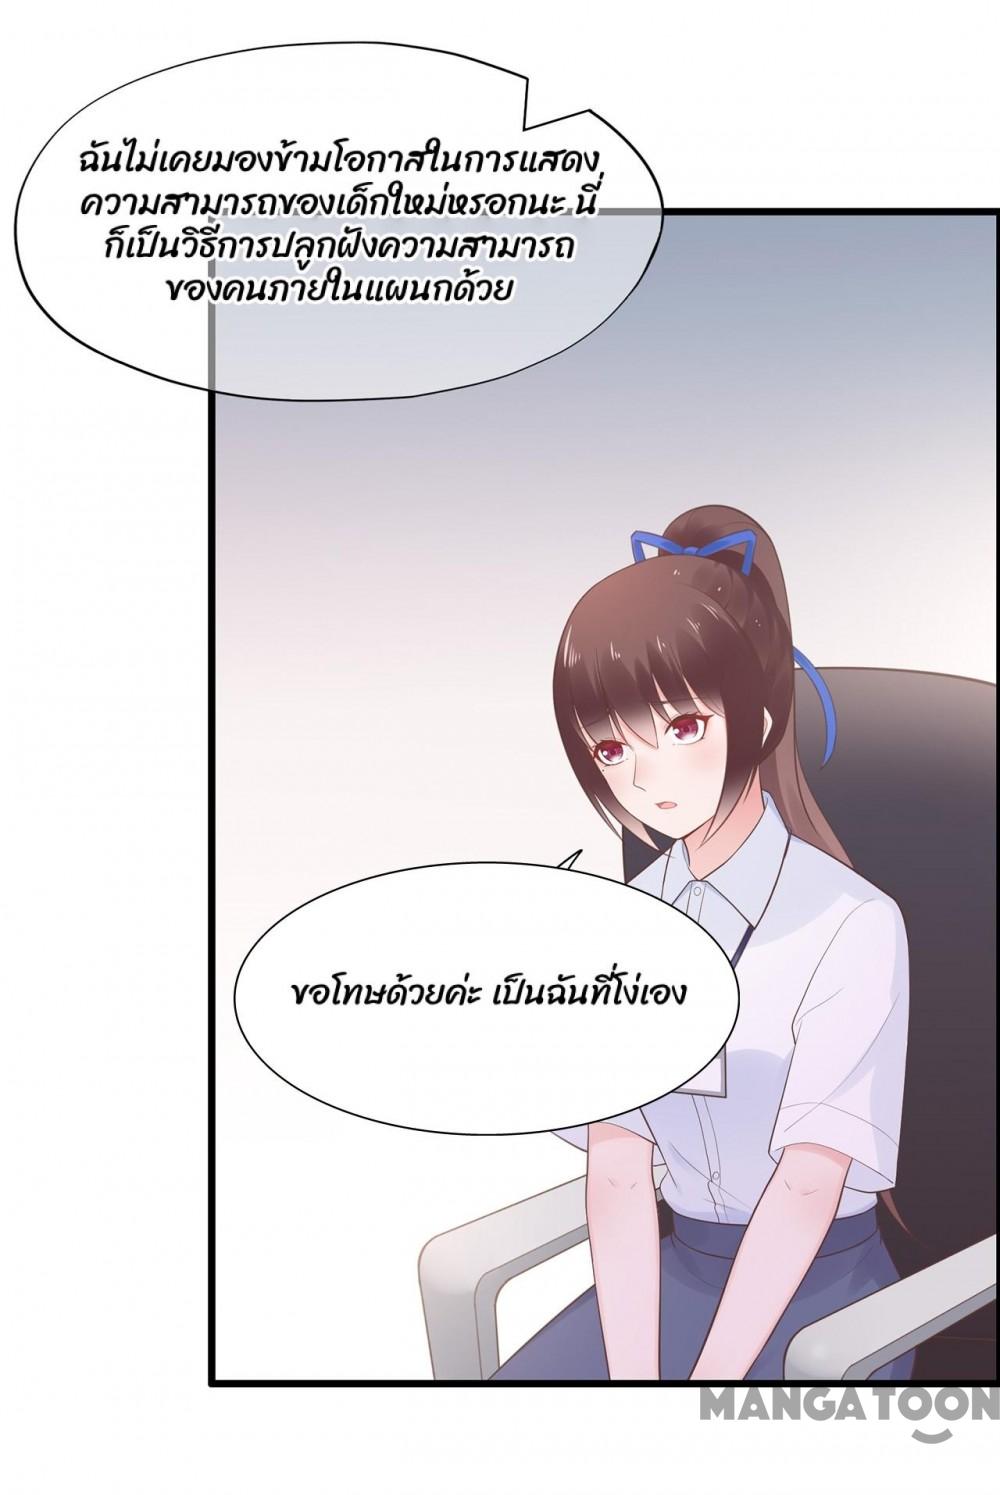 ฉันไม่เคยมองข้ามโอกาสในการแสดง
ความสามารถของเด็กใหม่หรอกนะ นี่
ก็เป็นวิธีการปลูกฝังความสามารถ
ของคนภายในแผนกด้วย
ขอโทษด้วยค่ะ เป็นฉันที่โง่เอง
MANGATOON